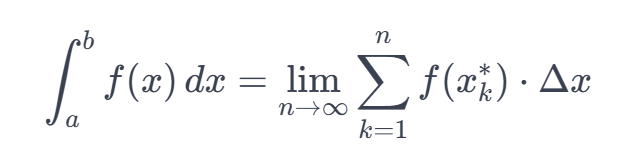 ∫_a^b f(x) dx = lim_{n→∞} ∑_{k=1}^n f(x_k^*) · Δx